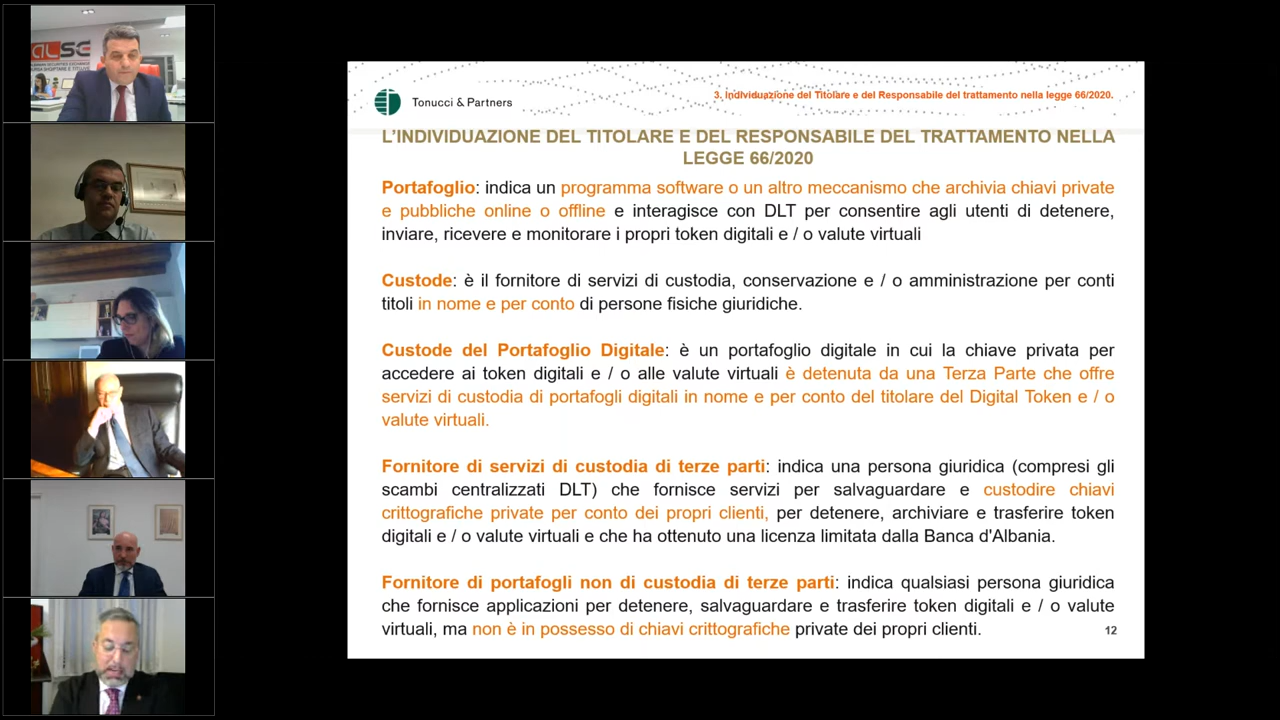 ALSE
ALBANIAN SECURITIES EXCHANGE
Tonucci & Partners
3. Individuazione del Titolare e del Responsabile del trattamento nella legge 66/2020.
L'INDIVIDUAZIONE DEL TITOLARE E DEL RESPONSABILE DEL TRATTAMENTO NELLA
LEGGE 66/2020
Portafoglio: indica un programma software o un altro meccanismo che archivia chiavi private
e pubbliche online o offline e interagisce con DLT per consentire agli utenti di detenere,
inviare, ricevere e monitorare i propri token digitali e / o valute virtuali
Custode: è il fornitore di servizi di custodia, conservazione e / o amministrazione per conti
titoli in nome e per conto di persone fisiche giuridiche.
Custode del Portafoglio Digitale: è un portafoglio digitale in cui la chiave privata per
accedere ai token digitali e / o alle valute virtuali è detenuta da una Terza Parte che offre
servizi di custodia di portafogli digitali in nome e per conto del titolare del Digital Token e / o
valute virtuali.
Fornitore di servizi di custodia di terze parti: indica una persona giuridica (compresi gli
scambi centralizzati DLT) che fornisce servizi per salvaguardare e custodire chiavi
crittografiche private per conto dei propri clienti, per detenere, archiviare e trasferire token
digitali e / o valute virtuali e che ha ottenuto una licenza limitata dalla Banca d'Albania.
Fornitore di portafogli non di custodia di terze parti: indica qualsiasi persona giuridica
che fornisce applicazioni per detenere, salvaguardare e trasferire token digitali e / o valute
virtuali, ma non è in possesso di chiavi crittografiche private dei propri clienti.
12